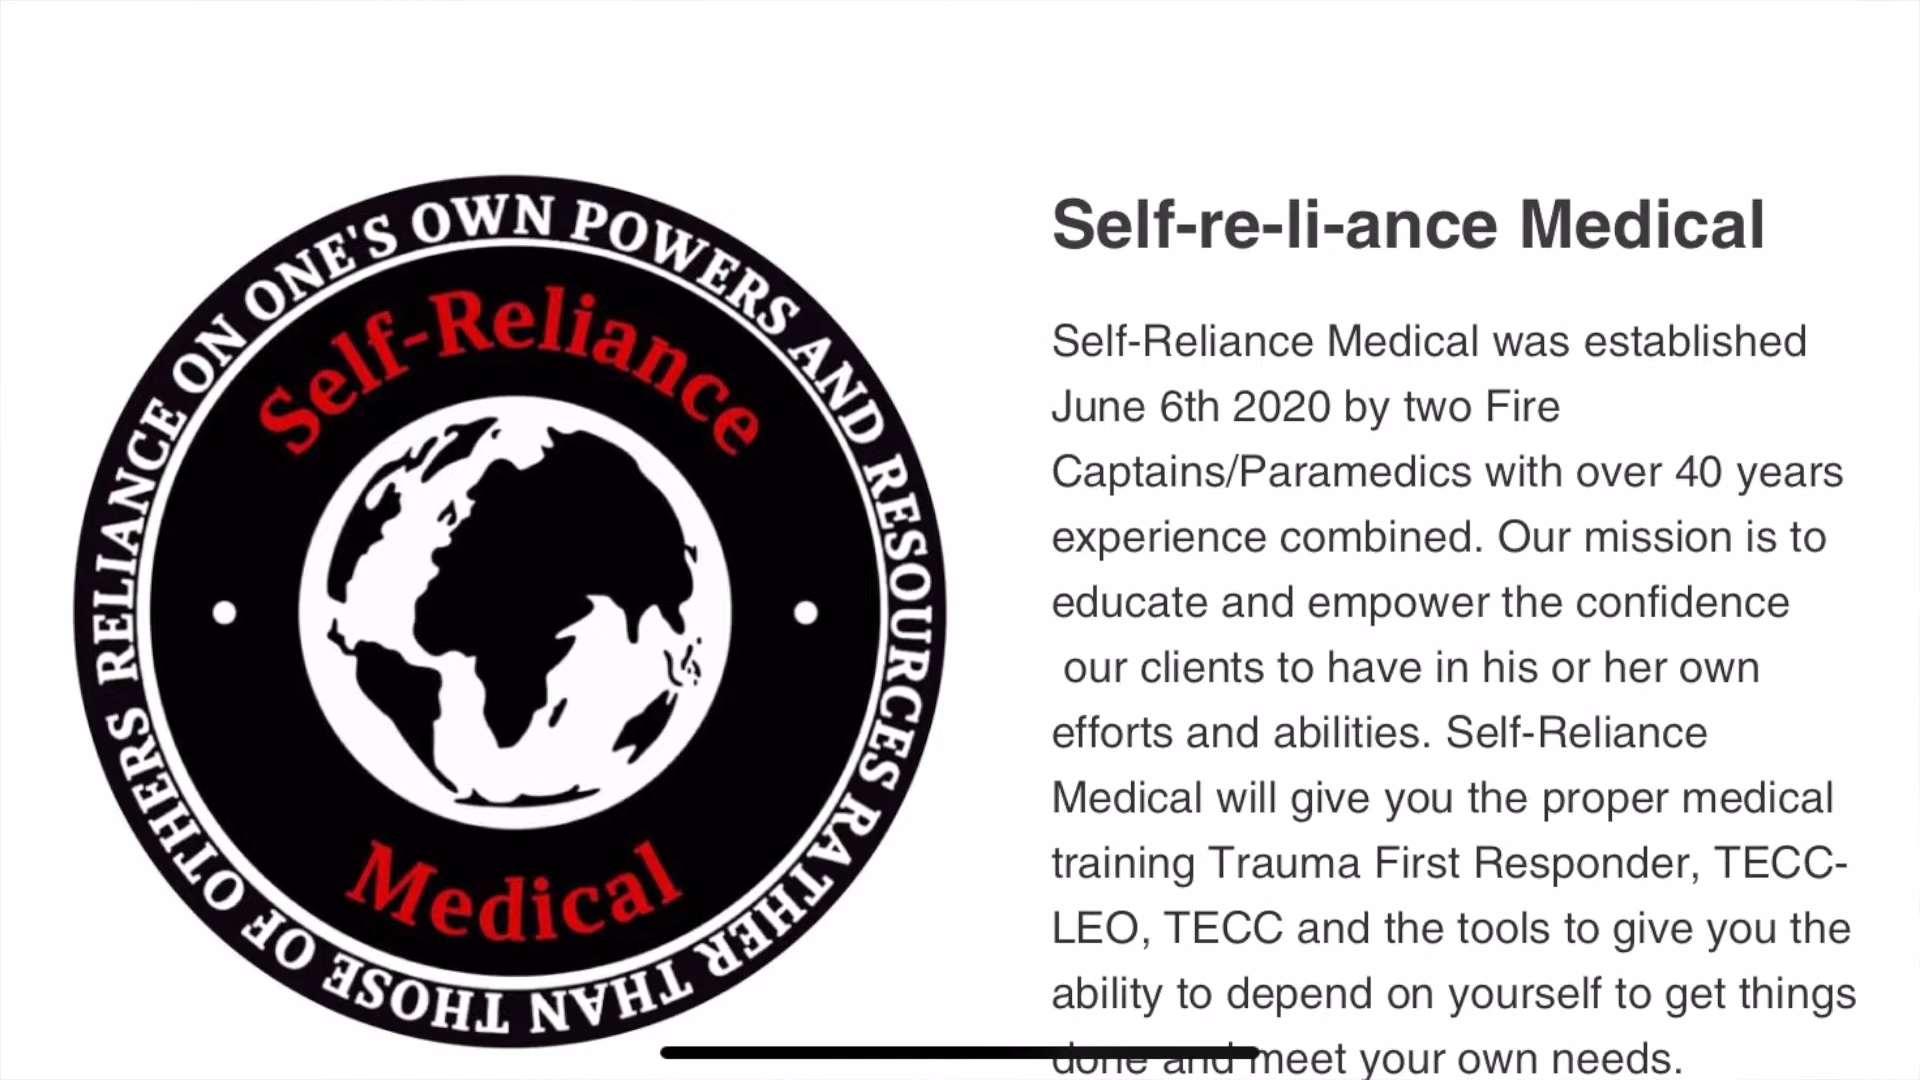 RELIANCE ON ONE'S OWN POWERS AND RESOURCES RATHER THAN THOSE OF OTHERS
Self-Reliance
Medical
Self-re-li-ance Medical
Self-Reliance Medical was established
June 6th 2020 by two Fire
Captains/Paramedics with over 40 years
experience combined. Our mission is to
educate and empower the confidence
our clients to have in his or her own
efforts and abilities. Self-Reliance
Medical will give you the proper medical
training Trauma First Responder, TECC-
LEO, TECC and the tools to give you the
ability to depend on yourself to get things
done and meet your own needs.